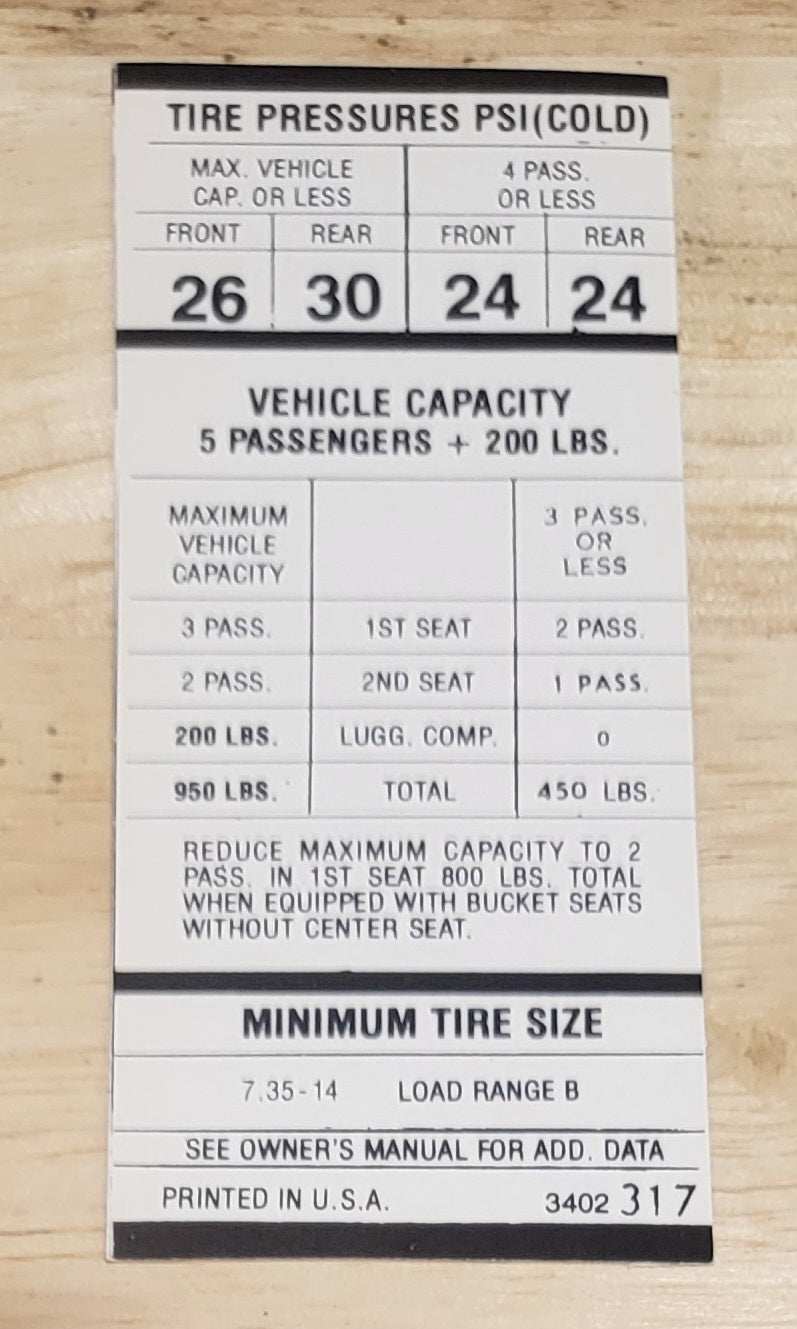 TIRE PRESSURES PSI(COLD)
MAX. VEHICLE
CAP. OR LESS
4 PASS.
OR LESS
FRONT REAR FRONT REAR
26 30 24 24
VEHICLE CAPACITY
5 PASSENGERS + 200 LBS.
MAXIMUM
VEHICLE
CAPACITY
3 PASS.
OR
LESS
3 PASS. 1ST SEAT 2 PASS.
2 PASS. 2ND SEAT 1 PASS.
200 LBS. LUGG. COMP. 0
950 LBS. TOTAL 450 LBS.
REDUCE MAXIMUM CAPACITY TO 2
PASS. IN 1ST SEAT 800 LBS. TOTAL
WHEN EQUIPPED WITH BUCKET SEATS
WITHOUT CENTER SEAT.
MINIMUM TIRE SIZE
7.35-14 LOAD RANGE B
SEE OWNER'S MANUAL FOR ADD. DATA
PRINTED IN U.S.A. 3402 317